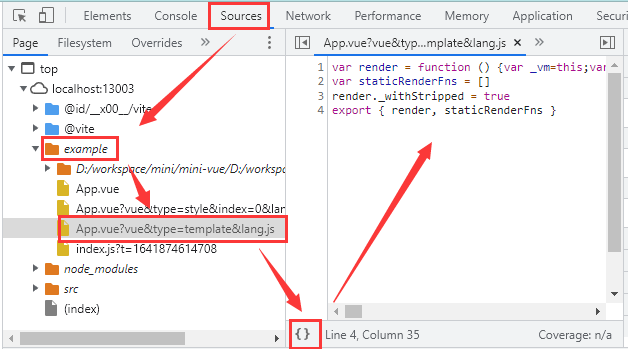 Elements Console Sources Network Performance Memory Application Securi
Page Filesystem Overrides »
App.vue?vue&typ…mplate&lang.js × »
top
localhost:13003
@id/__x00__/vite
@vite
example
D:/workspace/mini/mini-vue/D:/worksp
App.vue
App.vue?vue&type=style&index=0&lan
App.vue?vue&type=template&lang.js
index.js?t=1641874614708
node_modules
src
(index)
1 var render = function () {var _vm=this;var
2 var staticRenderFns = []
3 render._withStripped = true
4 export { render, staticRenderFns }
{} Line 4, Column 35 Coverage: n/a